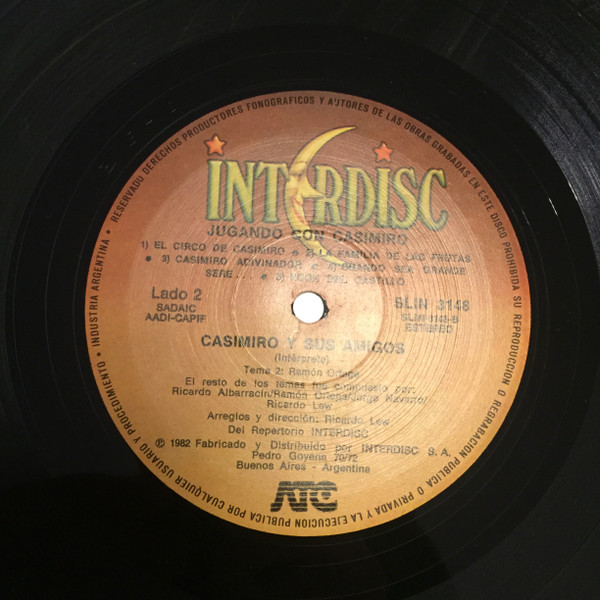 INDUSTRIA ARGENTINA • RESERVADO DERECHOS PRODUCTORES FONOGRAFICOS Y AUTORES DE LAS OBRAS GRABADAS EN ESTE DISCO PROHIBIDA SU REPRODUCCION O REGRABACION PUBLICA O PRIVADA Y LA EJECUCION PUBLICA POR CUALQUIER USUARIO Y PROCEDIMIENTO •
INTERDISC
JUGANDO CON CASIMIRO
1) EL CIRCO DE CASIMIRO • 2) LA FAMILIA DE LAS FRUTAS
• 3) CASIMIRO ADIVINADOR • 4) CUANDO SEA GRANDE
SERE... • 5) DEL CASTILLO
Lado 2
SADAIC
AADI-CAPIF
SLIN 3148
SLIN 3148-B
ESTEREO
CASIMIRO Y SUS AMIGOS
(Intérprete)
Tema 2: Ramón Ortega
El resto de los temas fue compuesto por:
Ricardo Albarracín/Ramón Ortega/Jorge Navarro/
Ricardo Lew
Arreglos y dirección: Ricardo Lew
Del Repertorio INTERDISC
℗ 1982 Fabricado y Distribuido por INTERDISC S.A.
Pedro Goyena 70/72
Buenos Aires - Argentina
ATC